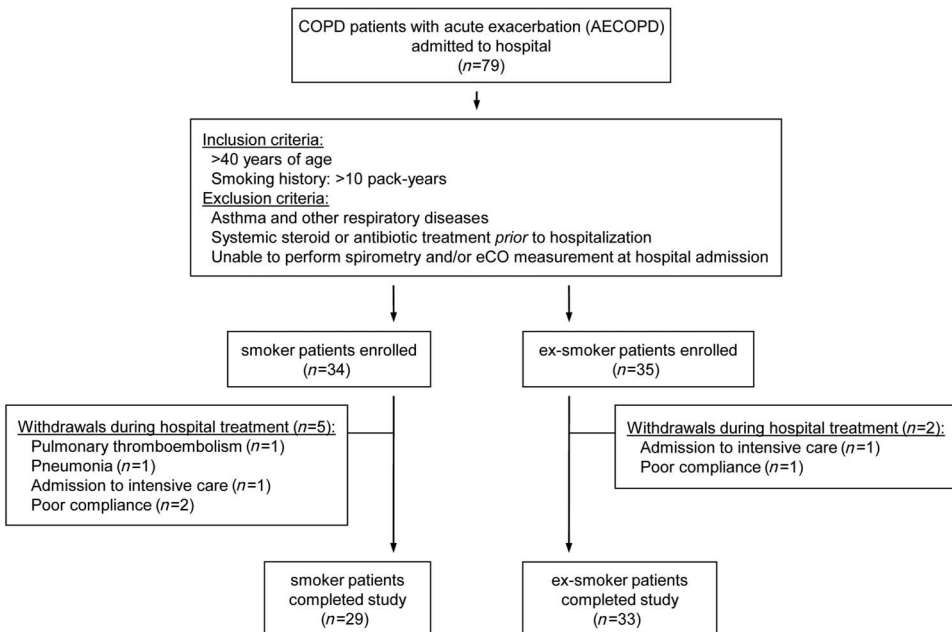 COPD patients with acute exacerbation (AECOPD)
admitted to hospital
(n=79)
Inclusion criteria:
>40 years of age
Smoking history: >10 pack-years
Exclusion criteria:
Asthma and other respiratory diseases
Systemic steroid or antibiotic treatment prior to hospitalization
Unable to perform spirometry and/or eCO measurement at hospital admission
smoker patients enrolled
(n=34)
ex-smoker patients enrolled
(n=35)
Withdrawals during hospital treatment (n=5):
Pulmonary thromboembolism (n=1)
Pneumonia (n=1)
Admission to intensive care (n=1)
Poor compliance (n=2)
Withdrawals during hospital treatment (n=2):
Admission to intensive care (n=1)
Poor compliance (n=1)
smoker patients
completed study
(n=29)
ex-smoker patients
completed study
(n=33)